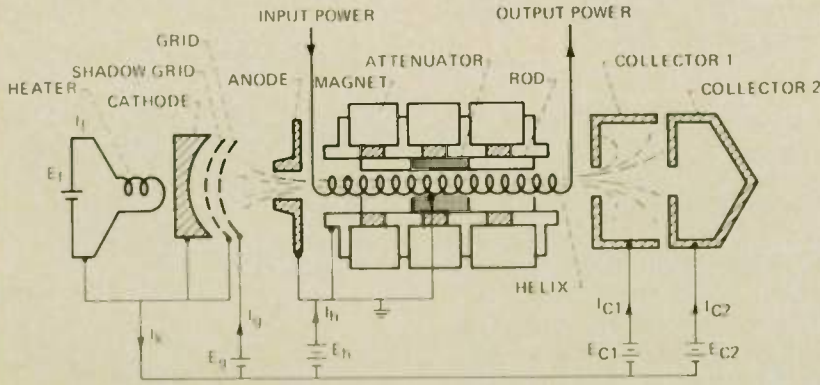 INPUT POWER
OUTPUT POWER
GRID
SHADOW GRID
HEATER
CATHODE
ANODE
MAGNET
ATTENUATOR
ROD
COLLECTOR 1
COLLECTOR 2
If
Ef
HELIX
Ik
Ig
Ih
IC1
IC2
Eg
Eh
EC1
EC2